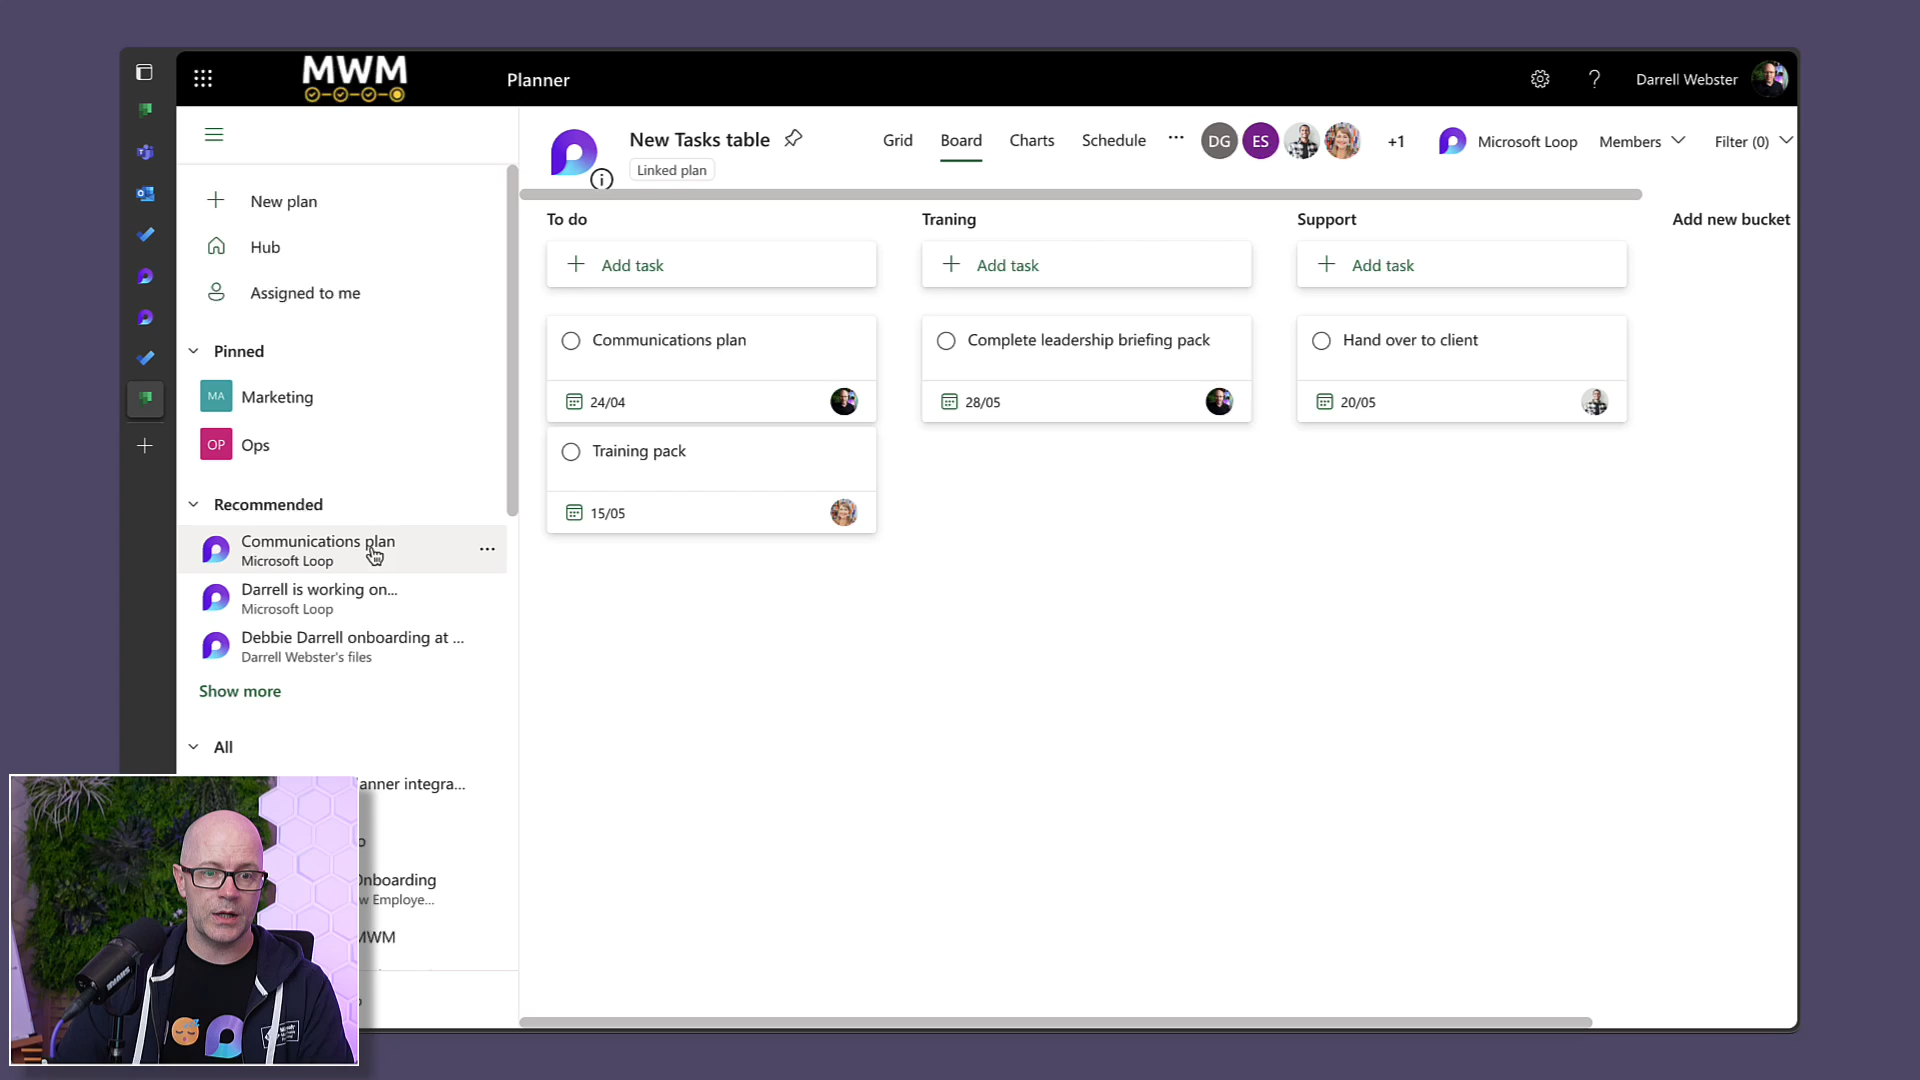 MWM
Planner
?
Darrell Webster
New plan
Hub
Assigned to me
Pinned
MA
Marketing
OP
Ops
Recommended
Communications plan
Microsoft Loop
Darrell is working on...
Microsoft Loop
Debbie Darrell onboarding at ...
Darrell Webster's files
Show more
All
anner integra...
o
Onboarding
w Employe...
MWM
New Tasks table
Linked plan
Grid
Board
Charts
Schedule
DG
ES
+1
Microsoft Loop
Members
Filter (0)
To do
Add task
Communications plan
24/04
Training pack
15/05
Traning
Add task
Complete leadership briefing pack
28/05
Support
Add task
Hand over to client
20/05
Add new bucket